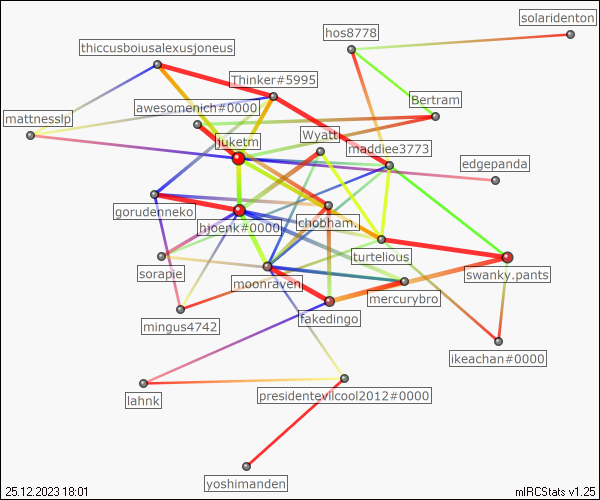 solaridenton
hos8778
thiccusboiusalexusjoneus
Thinker#5995
Bertram
awesomenich#0000
mattnesslp
Wyatt
juketm
maddiee3773
edgepanda
gorudenneko
hjoenk#0000
chobham.
turtelious
sorapie
moonraven
swanky.pants
mercurybro
mingus4742
fakedingo
ikeachan#0000
lahnk
presidentevilcool2012#0000
yoshimanden
25.12.2023 18:01
mIRCStats v1.25